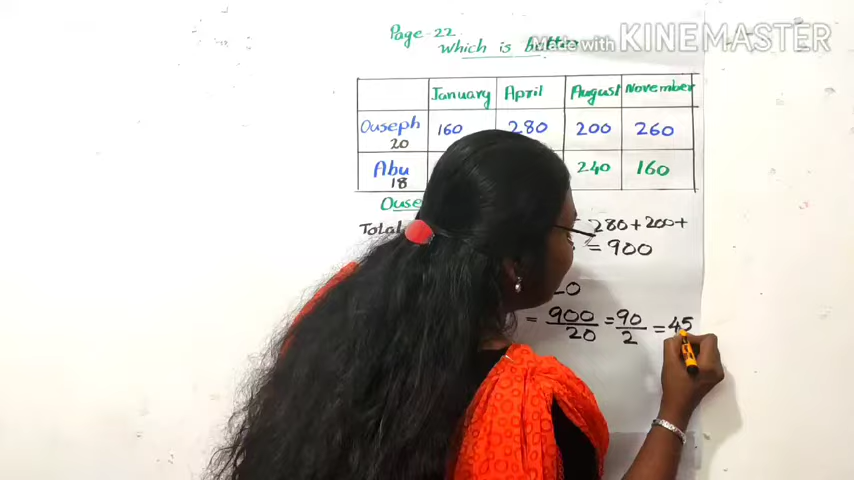 Page-22
Which is
Made with KINEMASTER
January April August November
Ouseph 160 280 200 260
20
Abu 240 160
18
Total 280+200+
=900
= 900/20 = 90/2 = 45